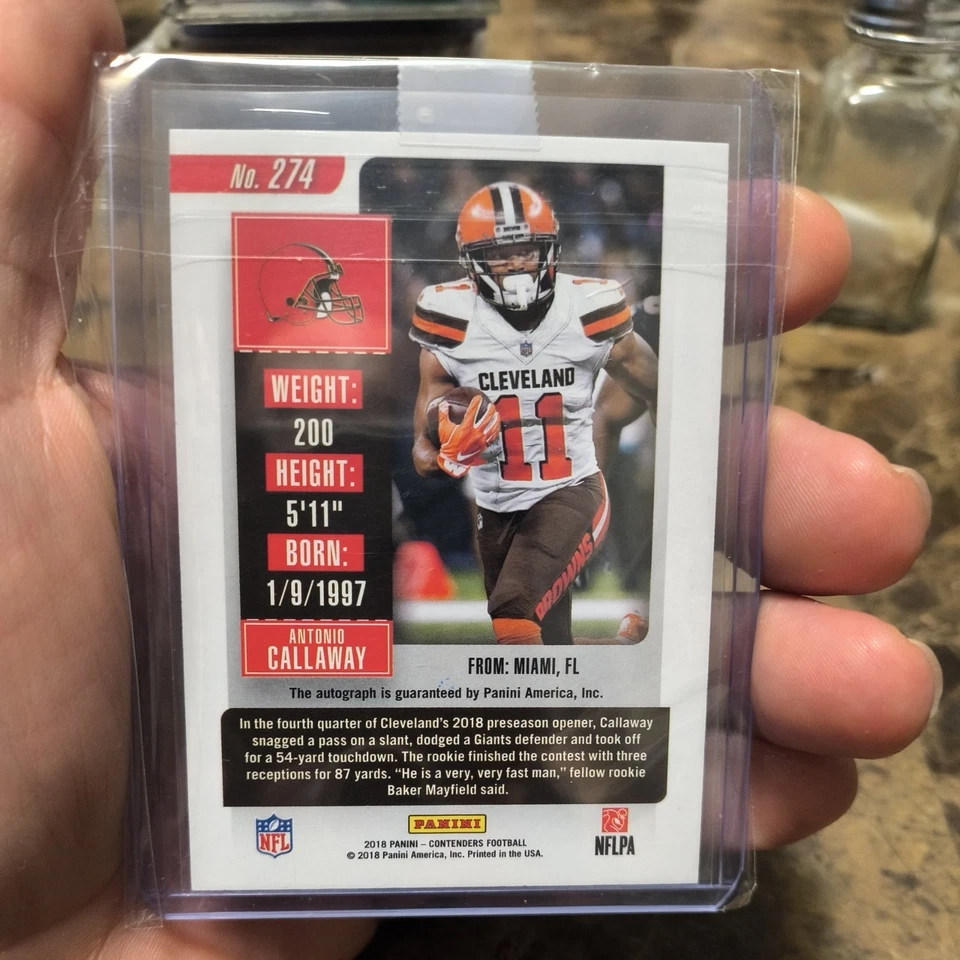 No. 274
11
CLEVELAND
11
BROWNS
WEIGHT:
200
HEIGHT:
5'11"
BORN:
1/9/1997
ANTONIO
CALLAWAY
FROM: MIAMI, FL
The autograph is guaranteed by Panini America, Inc.
In the fourth quarter of Cleveland's 2018 preseason opener, Callaway
snagged a pass on a slant, dodged a Giants defender and took off
for a 54-yard touchdown. The rookie finished the contest with three
receptions for 87 yards. “He is a very, very fast man,” fellow rookie
Baker Mayfield said.
NFL
PANINI
2018 PANINI – CONTENDERS FOOTBALL
© 2018 Panini America, Inc. Printed in the USA.
NFLPA